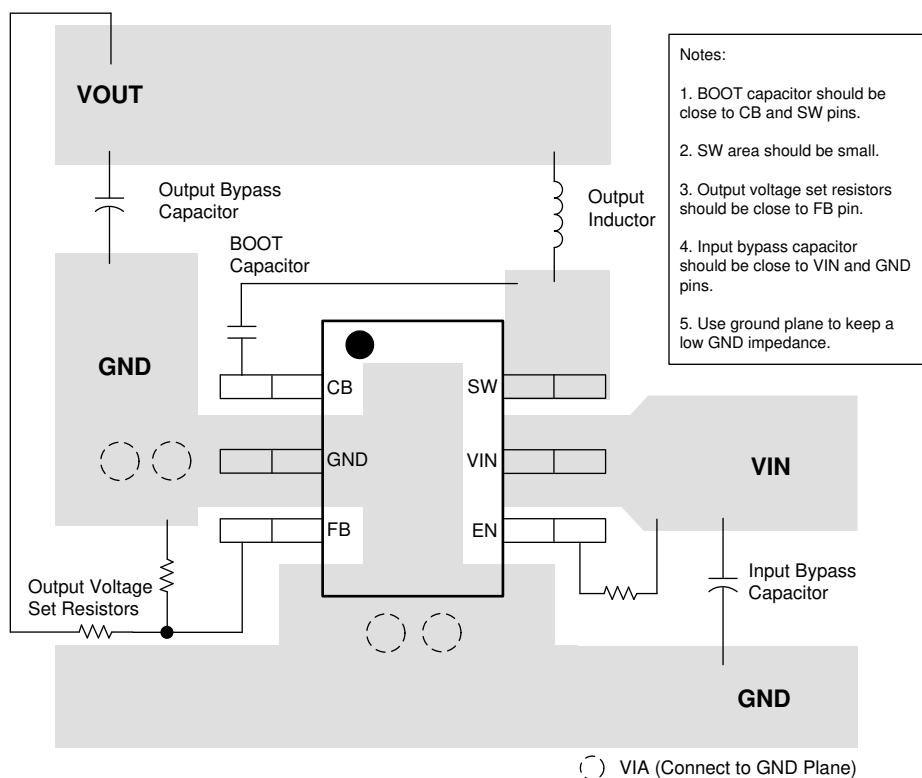 VOUT
Notes:
1. BOOT capacitor should be
close to CB and SW pins.
2. SW area should be small.
3. Output voltage set resistors
should be close to FB pin.
4. Input bypass capacitor
should be close to VIN and GND
pins.
5. Use ground plane to keep a
low GND impedance.
Output Bypass
Capacitor
Output
Inductor
BOOT
Capacitor
GND
CB
SW
GND
VIN
VIN
FB
EN
Output Voltage
Set Resistors
Input Bypass
Capacitor
GND
VIA (Connect to GND Plane)